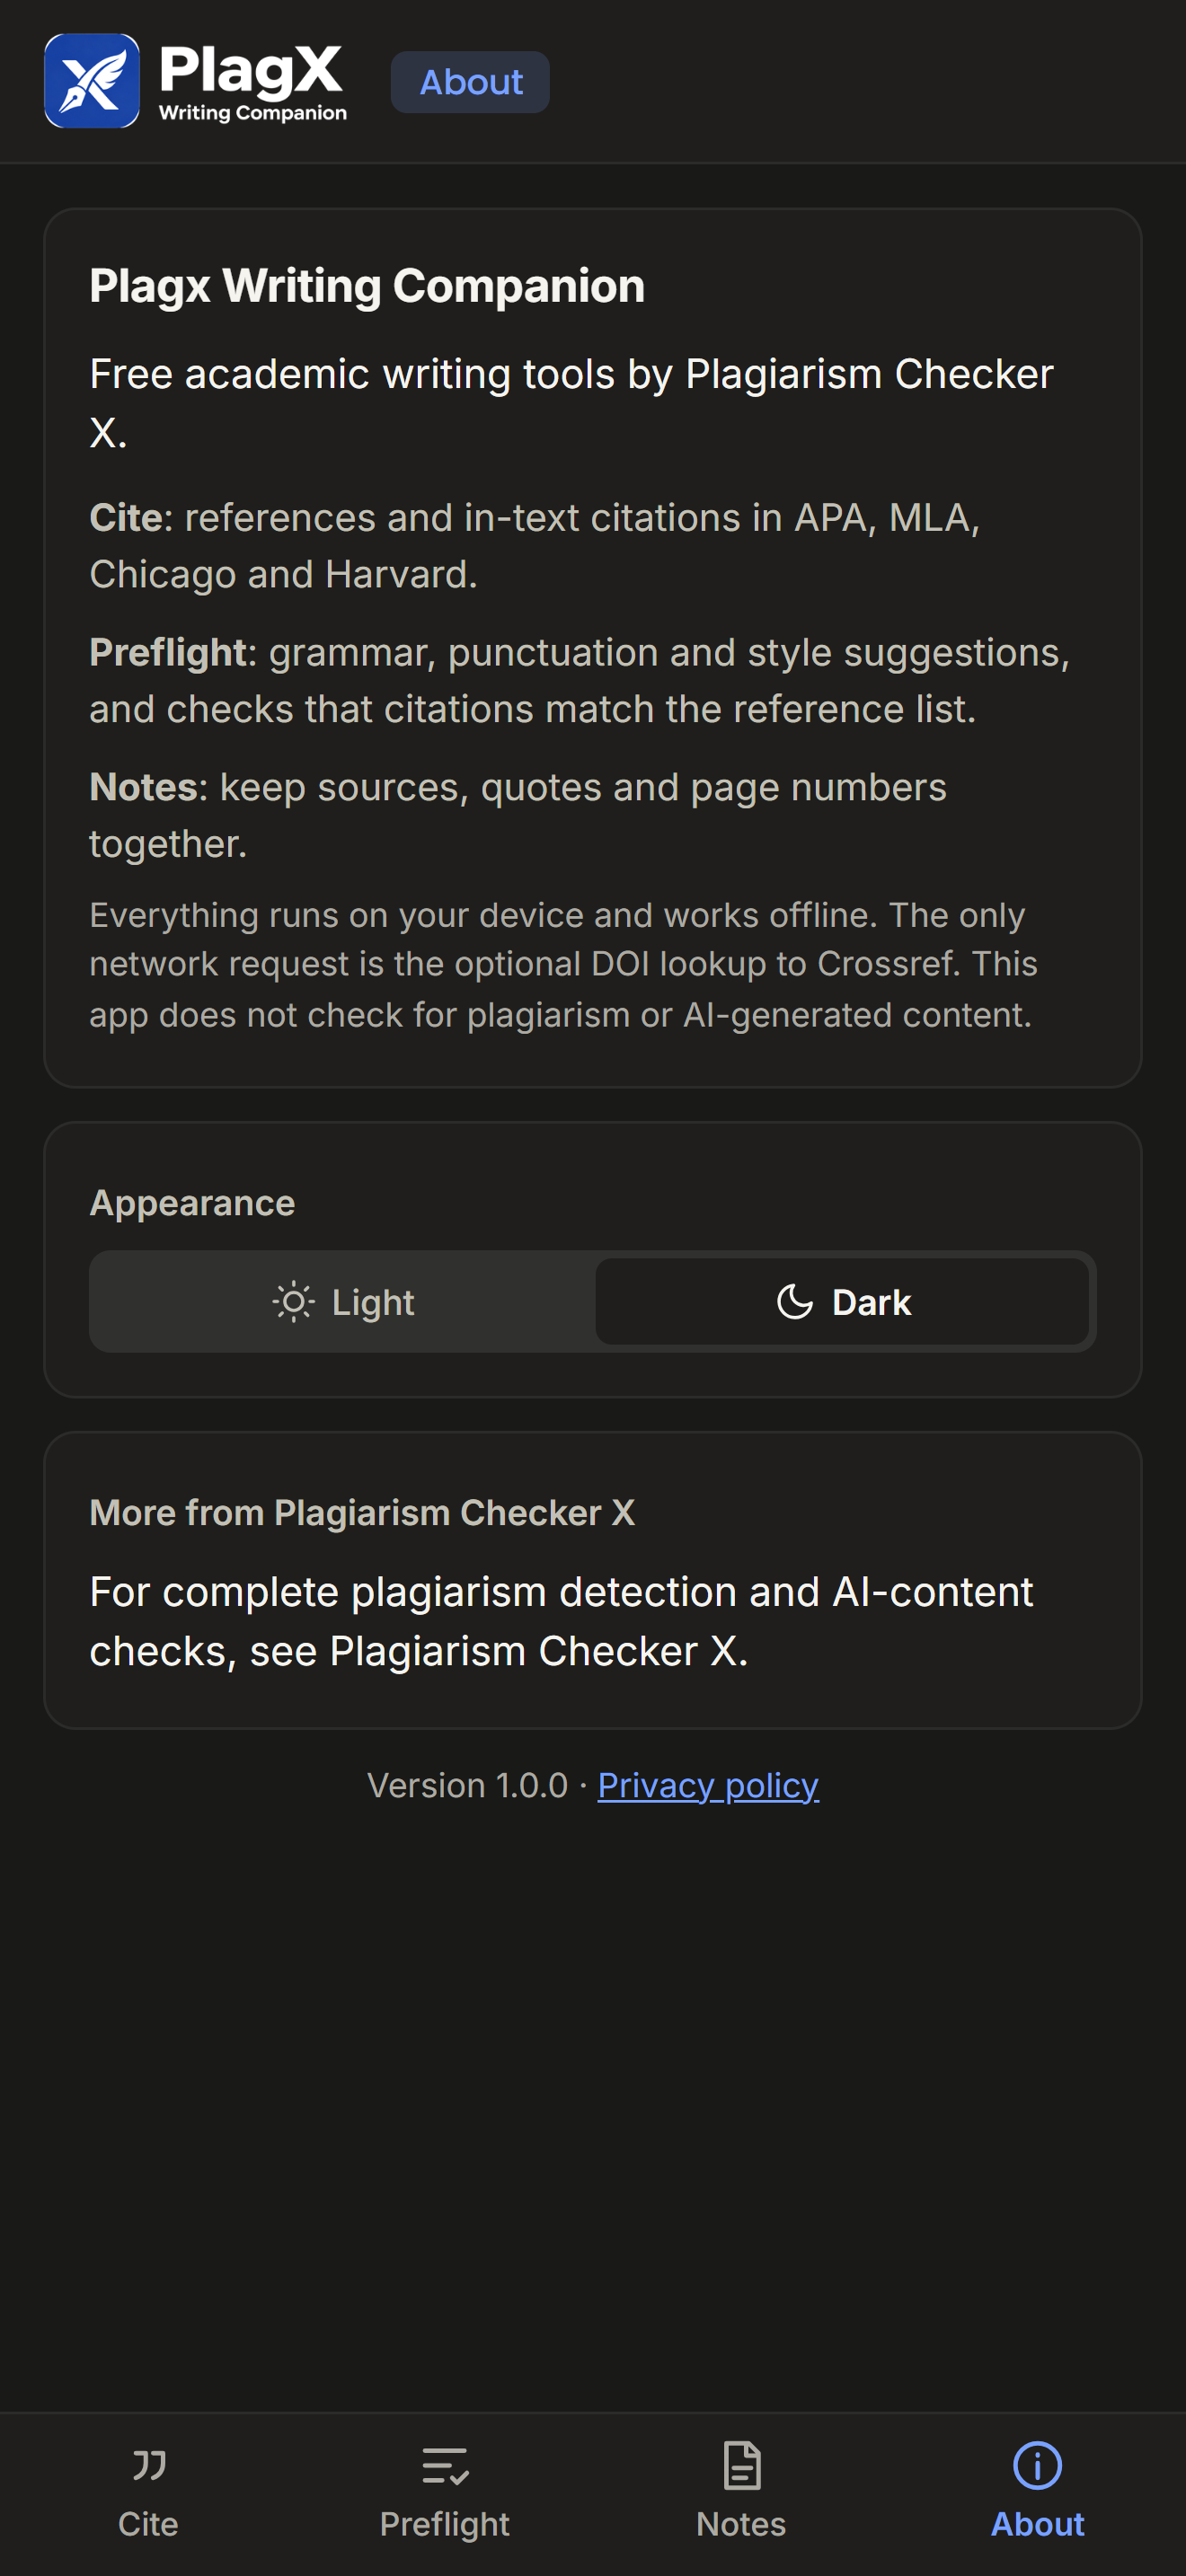 PlagX
Writing Companion
About
Plagx Writing Companion
Free academic writing tools by Plagiarism Checker
X.
Cite: references and in-text citations in APA, MLA,
Chicago and Harvard.
Preflight: grammar, punctuation and style suggestions,
and checks that citations match the reference list.
Notes: keep sources, quotes and page numbers
together.
Everything runs on your device and works offline. The only
network request is the optional DOI lookup to Crossref. This
app does not check for plagiarism or AI-generated content.
Appearance
Light
Dark
More from Plagiarism Checker X
For complete plagiarism detection and AI-content
checks, see Plagiarism Checker X.
Version 1.0.0 · Privacy policy
Cite
Preflight
Notes
About